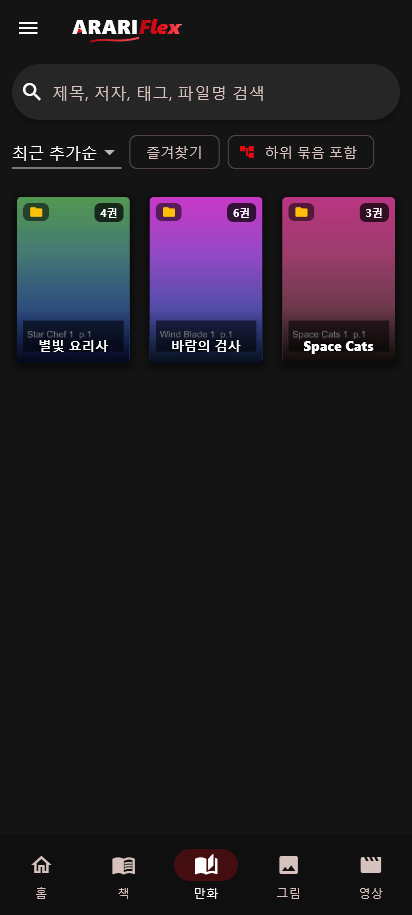 ARARIFlex
제목, 저자, 태그, 파일명 검색
최근 추가순 즐겨찾기 하위 묶음 포함
4권 6권 3권
Star Chef 1 p.1 Wind Blade 1 p.1 Space Cats 1 p.1
별빛 요리사 바람의 검사 Space Cats
홈 책 만화 그림 영상